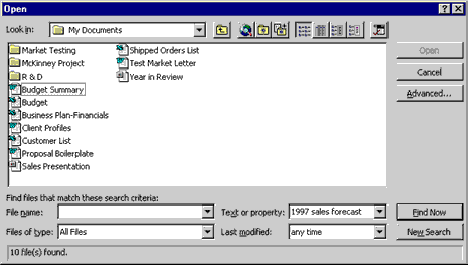 Open
Look in: My Documents
Market Testing
McKinney Project
R & D
Budget Summary
Budget
Business Plan-Financials
Client Profiles
Customer List
Proposal Boilerplate
Sales Presentation
Shipped Orders List
Test Market Letter
Year in Review
Open
Cancel
Advanced...
Find files that match these search criteria:
File name: Text or property: 1997 sales forecast Find Now
Files of type: All Files Last modified: any time New Search
10 file(s) found.